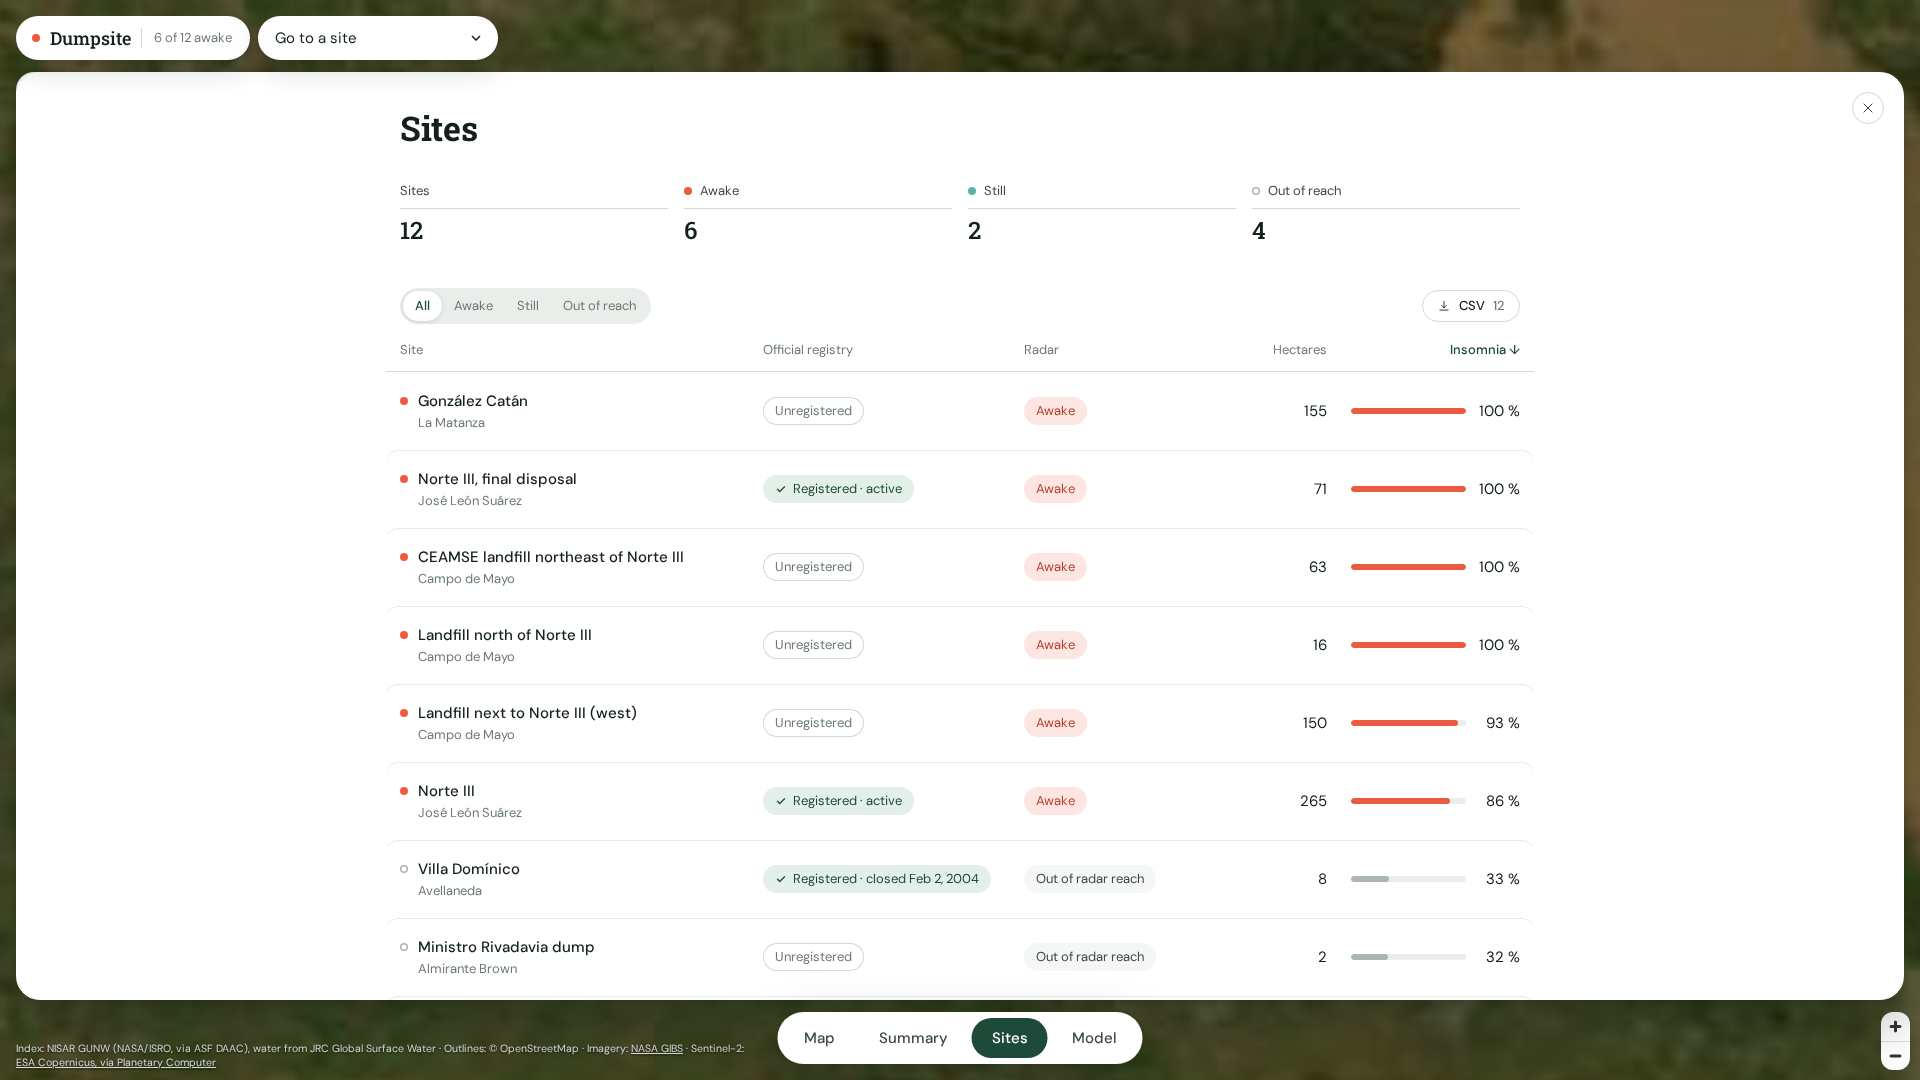 Dumpsite
6 of 12 awake
Go to a site
Sites
Sites
Awake
Still
Out of reach
12
6
2
4
All
Awake
Still
Out of reach
CSV 12
Site
Official registry
Radar
Hectares
Insomnia ↓
González Catán
La Matanza
Unregistered
Awake
155
100 %
Norte III, final disposal
José León Suárez
Registered · active
Awake
71
100 %
CEAMSE landfill northeast of Norte III
Campo de Mayo
Unregistered
Awake
63
100 %
Landfill north of Norte III
Campo de Mayo
Unregistered
Awake
16
100 %
Landfill next to Norte III (west)
Campo de Mayo
Unregistered
Awake
150
93 %
Norte III
José León Suárez
Registered · active
Awake
265
86 %
Villa Domínico
Avellaneda
Registered · closed Feb 2, 2004
Out of radar reach
8
33 %
Ministro Rivadavia dump
Almirante Brown
Unregistered
Out of radar reach
2
32 %
Map
Summary
Sites
Model
Index: NISAR GUNW (NASA/ISRO, via ASF DAAC), water from JRC Global Surface Water · Outlines: © OpenStreetMap · Imagery: NASA GIBS · Sentinel-2:
ESA Copernicus, vía Planetary Computer